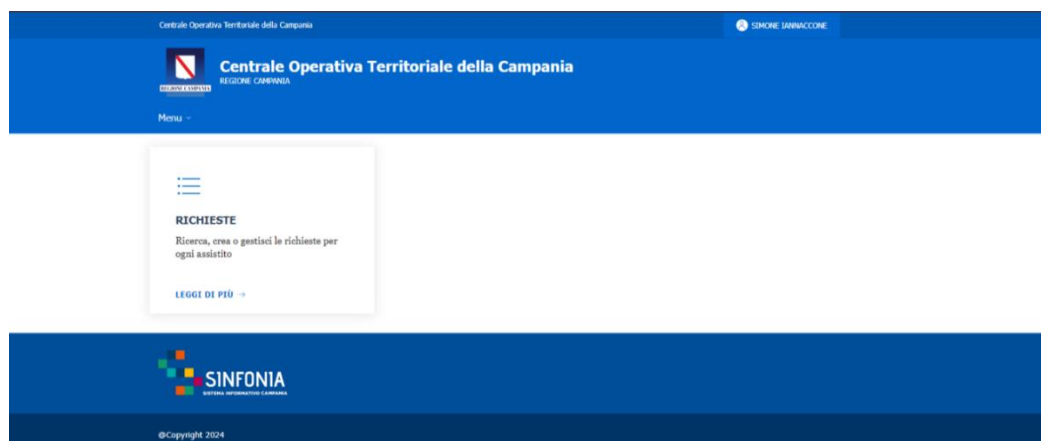 Centrale Operativa Territoriale della Campania
SIMONE IANNACCONE
Centrale Operativa Territoriale della Campania
REGIONE CAMPANIA
REGIONE CAMPANIA
Menu
RICHIESTE
Ricerca, crea o gestisci le richieste per
ogni assistito
LEGGI DI PIÙ →
SINFONIA
SISTEMA INFORMATIVO CAMPANIA
@Copyright 2024